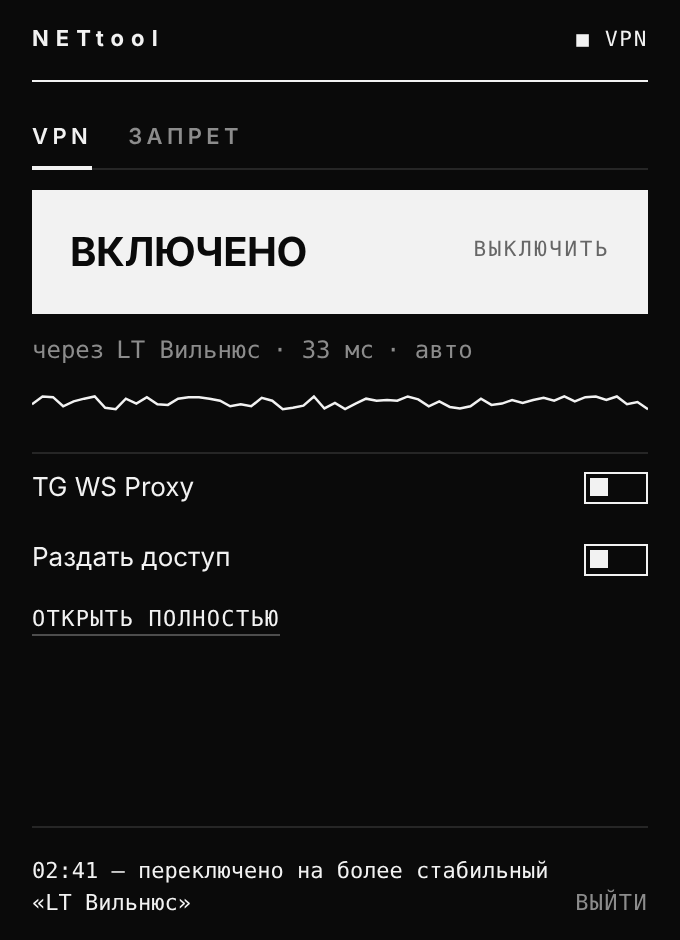 NETtool
■ VPN
VPN
ЗАПРЕТ
ВКЛЮЧЕНО
ВЫКЛЮЧИТЬ
через LT Вильнюс · 33 мс · авто
TG WS Proxy
Раздать доступ
ОТКРЫТЬ ПОЛНОСТЬЮ
02:41 — переключено на более стабильный
«LT Вильнюс»
ВЫЙТИ